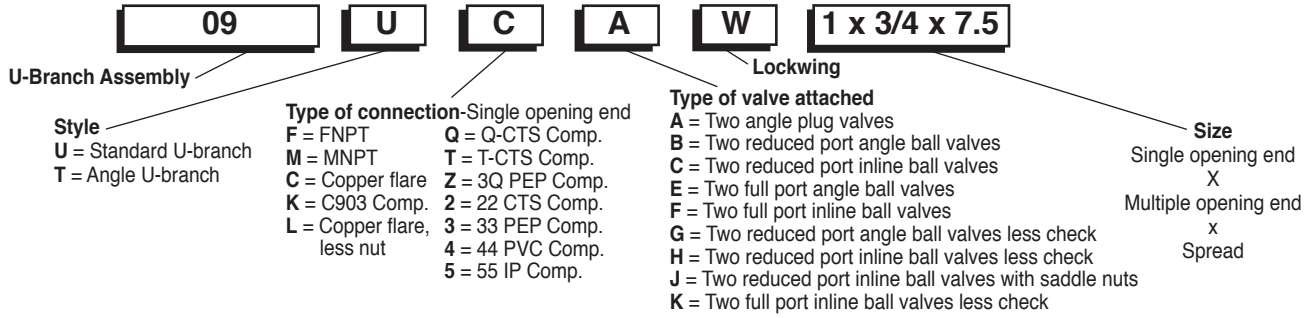 09 U C A W 1 x 3/4 x 7.5
U-Branch Assembly
Style
U = Standard U-branch
T = Angle U-branch
Type of connection-Single opening end
F = FNPT
M = MNPT
C = Copper flare
K = C903 Comp.
L = Copper flare,
less nut
Q = Q-CTS Comp.
T = T-CTS Comp.
Z = 3Q PEP Comp.
2 = 22 CTS Comp.
3 = 33 PEP Comp.
4 = 44 PVC Comp.
5 = 55 IP Comp.
Lockwing
Type of valve attached
A = Two angle plug valves
B = Two reduced port angle ball valves
C = Two reduced port inline ball valves
E = Two full port angle ball valves
F = Two full port inline ball valves
G = Two reduced port angle ball valves less check
H = Two reduced port inline ball valves less check
J = Two reduced port inline ball valves with saddle nuts
K = Two full port inline ball valves less check
Size
Single opening end
X
Multiple opening end
x
Spread